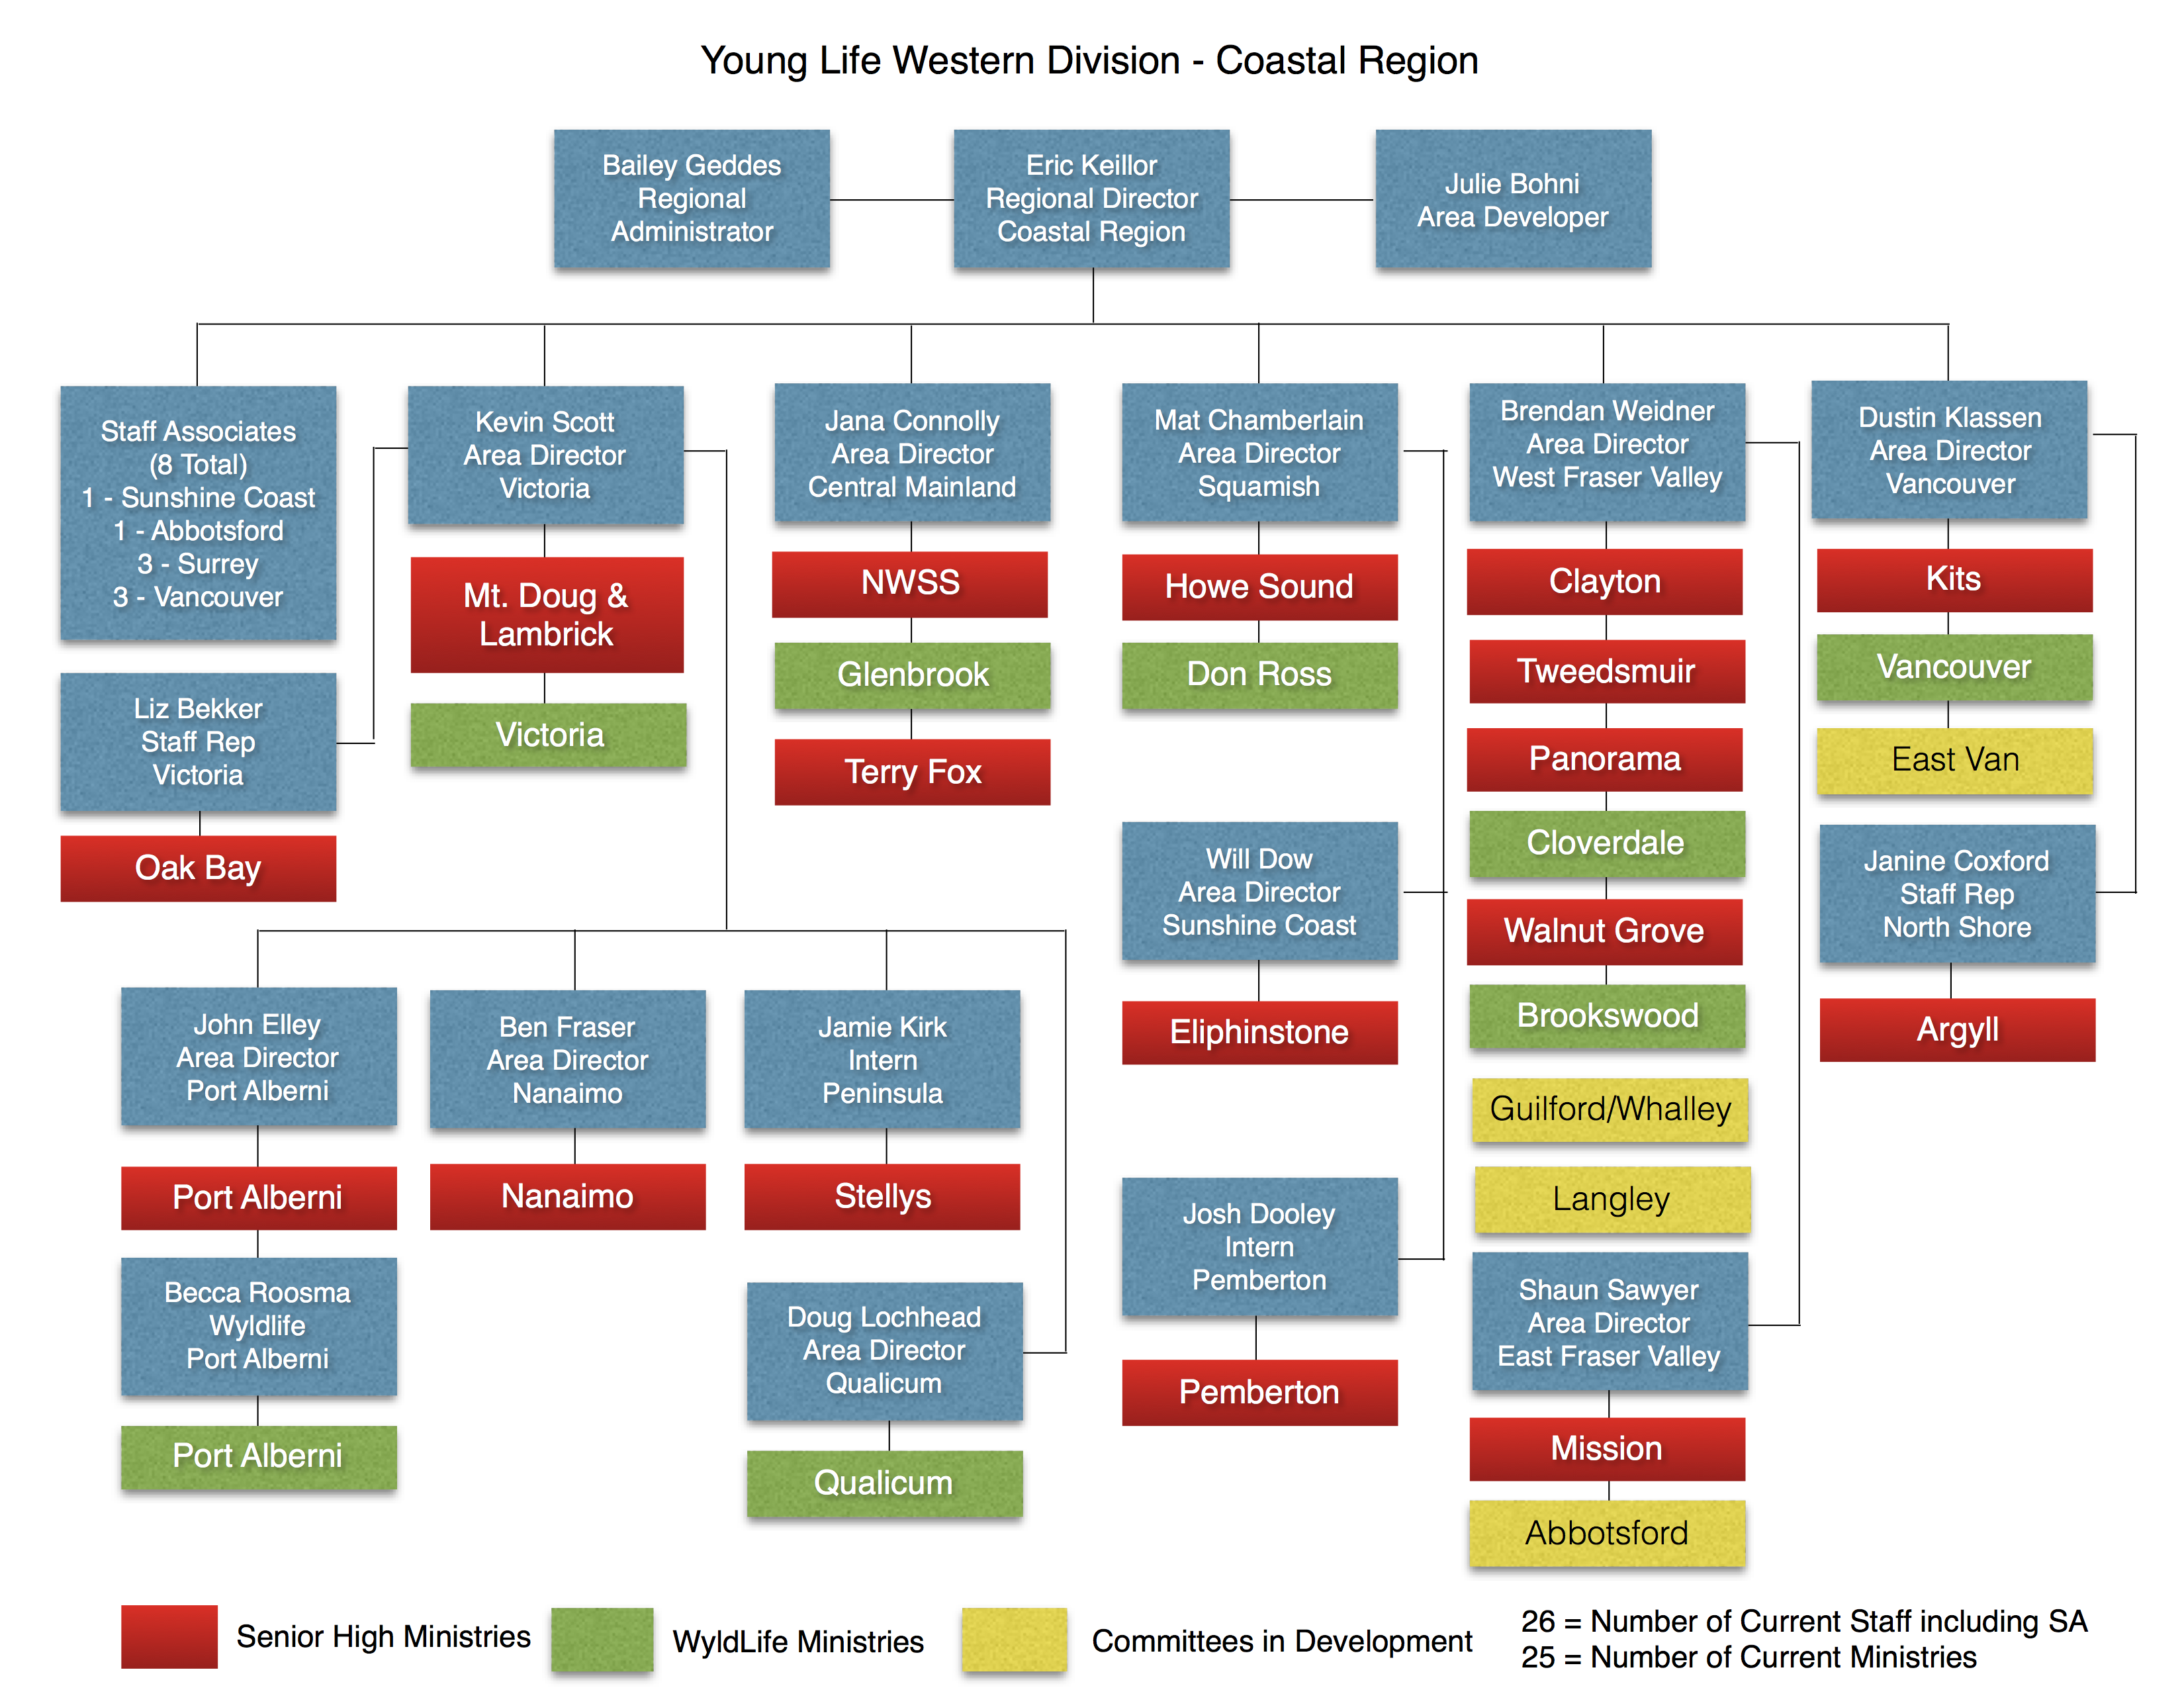 Young Life Western Division - Coastal Region
Bailey Geddes
Regional
Administrator
Eric Keillor
Regional Director
Coastal Region
Julie Bohni
Area Developer
Staff Associates
(8 Total)
1 - Sunshine Coast
1 - Abbotsford
3 - Surrey
3 - Vancouver
Kevin Scott
Area Director
Victoria
Jana Connolly
Area Director
Central Mainland
Mat Chamberlain
Area Director
Squamish
Brendan Weidner
Area Director
West Fraser Valley
Dustin Klassen
Area Director
Vancouver
Liz Bekker
Staff Rep
Victoria
Oak Bay
Mt. Doug &
Lambrick
Victoria
NWSS
Glenbrook
Terry Fox
Howe Sound
Don Ross
Clayton
Tweedsmuir
Panorama
Cloverdale
Walnut Grove
Brookswood
Guilford/Whalley
Langley
Kits
Vancouver
East Van
Janine Coxford
Staff Rep
North Shore
Argyll
Will Dow
Area Director
Sunshine Coast
Eliphinstone
Josh Dooley
Intern
Pemberton
Pemberton
Shaun Sawyer
Area Director
East Fraser Valley
Mission
Abbotsford
John Elley
Area Director
Port Alberni
Port Alberni
Becca Roosma
Wyldlife
Port Alberni
Port Alberni
Ben Fraser
Area Director
Nanaimo
Nanaimo
Jamie Kirk
Intern
Peninsula
Stellys
Doug Lochhead
Area Director
Qualicum
Qualicum
Senior High Ministries
WyldLife Ministries
Committees in Development
26 = Number of Current Staff including SA
25 = Number of Current Ministries